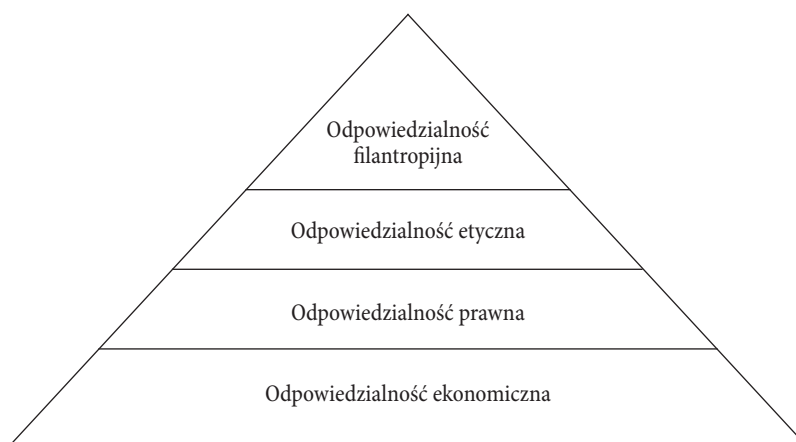 Odpowiedzialność
filantropijna
Odpowiedzialność etyczna
Odpowiedzialność prawna
Odpowiedzialność ekonomiczna